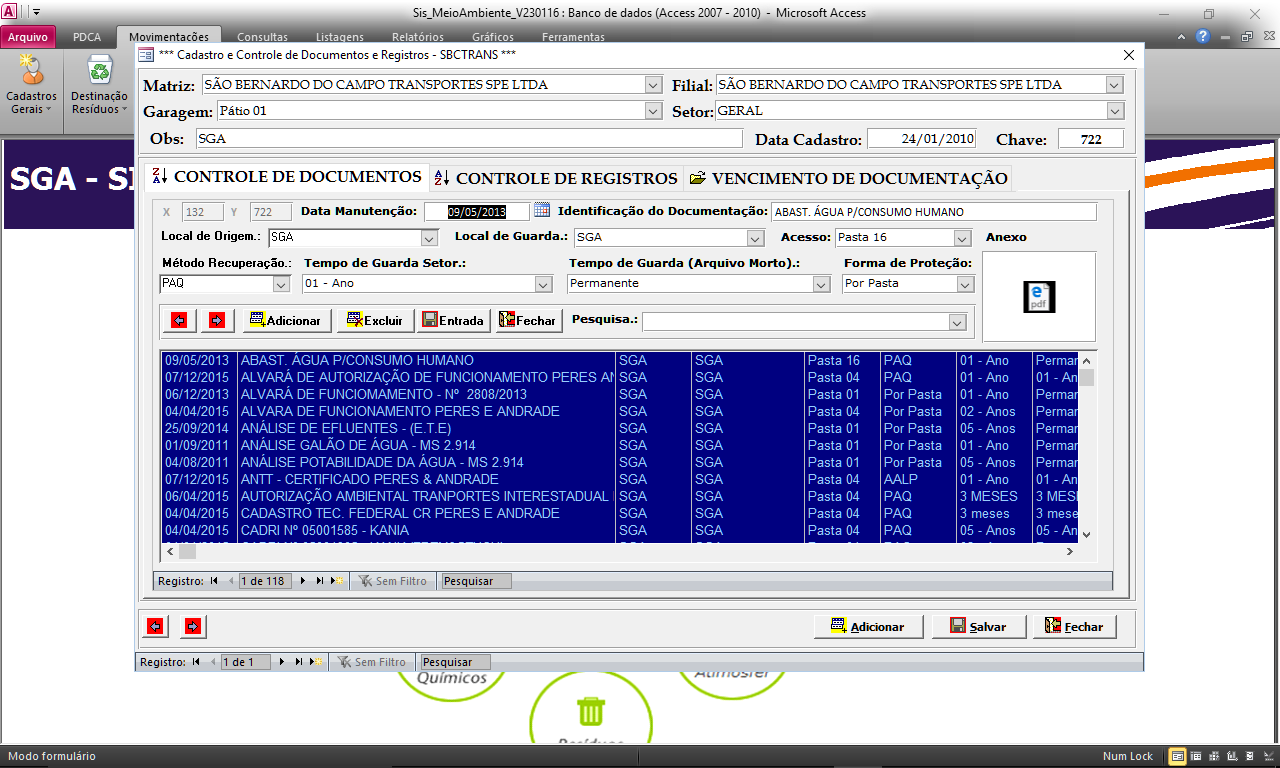 Sis_MeioAmbiente_V230116 : Banco de dados (Access 2007 - 2010) - Microsoft Access
Arquivo PDCA Movimentações Consultas Listagens Relatórios Gráficos Ferramentas
Cadastros Gerais
Destinação Resíduos
SGA - SI
*** Cadastro e Controle de Documentos e Registros - SBCTRANS ***
Matriz: SÃO BERNARDO DO CAMPO TRANSPORTES SPE LTDA Filial: SÃO BERNARDO DO CAMPO TRANSPORTES SPE LTDA
Garagem: Pátio 01 Setor: GERAL
Obs: SGA Data Cadastro: 24/01/2010 Chave: 722
CONTROLE DE DOCUMENTOS CONTROLE DE REGISTROS VENCIMENTO DE DOCUMENTAÇÃO
X 132 Y 722 Data Manutenção: 09/05/2013 Identificação do Documentação: ABAST. ÁGUA P/CONSUMO HUMANO
Local de Origem.: SGA Local de Guarda.: SGA Acesso: Pasta 16 Anexo
Método Recuperação.: Tempo de Guarda Setor.: Tempo de Guarda (Arquivo Morto).: Forma de Proteção:
PAQ 01 - Ano Permanente Por Pasta
pdf
Adicionar Excluir Entrada Fechar Pesquisa.:
09/05/2013 ABAST. ÁGUA P/CONSUMO HUMANO SGA SGA Pasta 16 PAQ 01 - Ano Permar
07/12/2015 ALVARÁ DE AUTORIZAÇÃO DE FUNCIONAMENTO PERES AN SGA SGA Pasta 04 PAQ 01 - Ano 01 - An
06/12/2013 ALVARÁ DE FUNCIOMAMENTO - Nº 2808/2013 SGA SGA Pasta 01 Por Pasta 01 - Ano Permar
04/04/2015 ALVARA DE FUNCIONAMENTO PERES E ANDRADE SGA SGA Pasta 04 Por Pasta 02 - Anos Permar
25/09/2014 ANÁLISE DE EFLUENTES - (E.T.E) SGA SGA Pasta 01 Por Pasta 05 - Anos Permar
01/09/2011 ANÁLISE GALÃO DE ÁGUA - MS 2.914 SGA SGA Pasta 01 Por Pasta 01 - Ano Permar
04/08/2011 ANÁLISE POTABILIDADE DA ÁGUA - MS 2.914 SGA SGA Pasta 01 Por Pasta 05 - Anos Permar
07/12/2015 ANTT - CERTIFICADO PERES & ANDRADE SGA SGA Pasta 04 AALP 01 - Ano 01 - An
06/04/2015 AUTORIZAÇÃO AMBIENTAL TRANPORTES INTERESTADUAL SGA SGA Pasta 04 PAQ 3 MESES 3 MESI
04/04/2015 CADASTRO TEC. FEDERAL CR PERES E ANDRADE SGA SGA Pasta 04 PAQ 3 meses 3 mese
04/04/2015 CADRI Nº 05001585 - KANIA SGA SGA Pasta 04 PAQ 05 - Anos 05 - An
Registro: 1 de 118 Sem Filtro Pesquisar
Adicionar Salvar Fechar
Registro: 1 de 1 Sem Filtro Pesquisar
Químicos
Resíduos
Modo formulário Num Lock